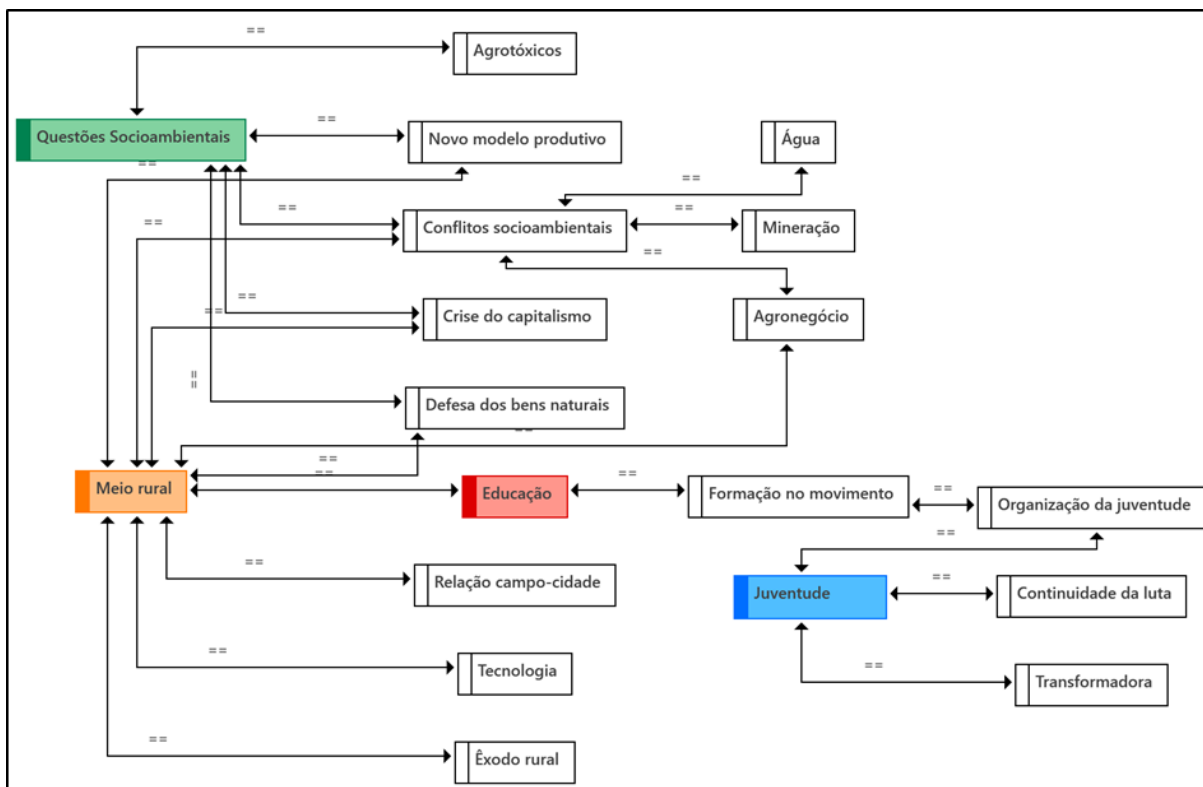 ==
Agrotóxicos
Questões Socioambientais
==
Novo modelo produtivo
Água
==
==
==
==
Conflitos socioambientais
==
Mineração
==
==
==
Crise do capitalismo
Agronegócio
==
==
Defesa dos bens naturais
==
==
==
Meio rural
Educação
==
Formação no movimento
==
Organização da juventude
==
==
Relação campo-cidade
Juventude
==
Continuidade da luta
==
Tecnologia
==
Transformadora
==
Êxodo rural